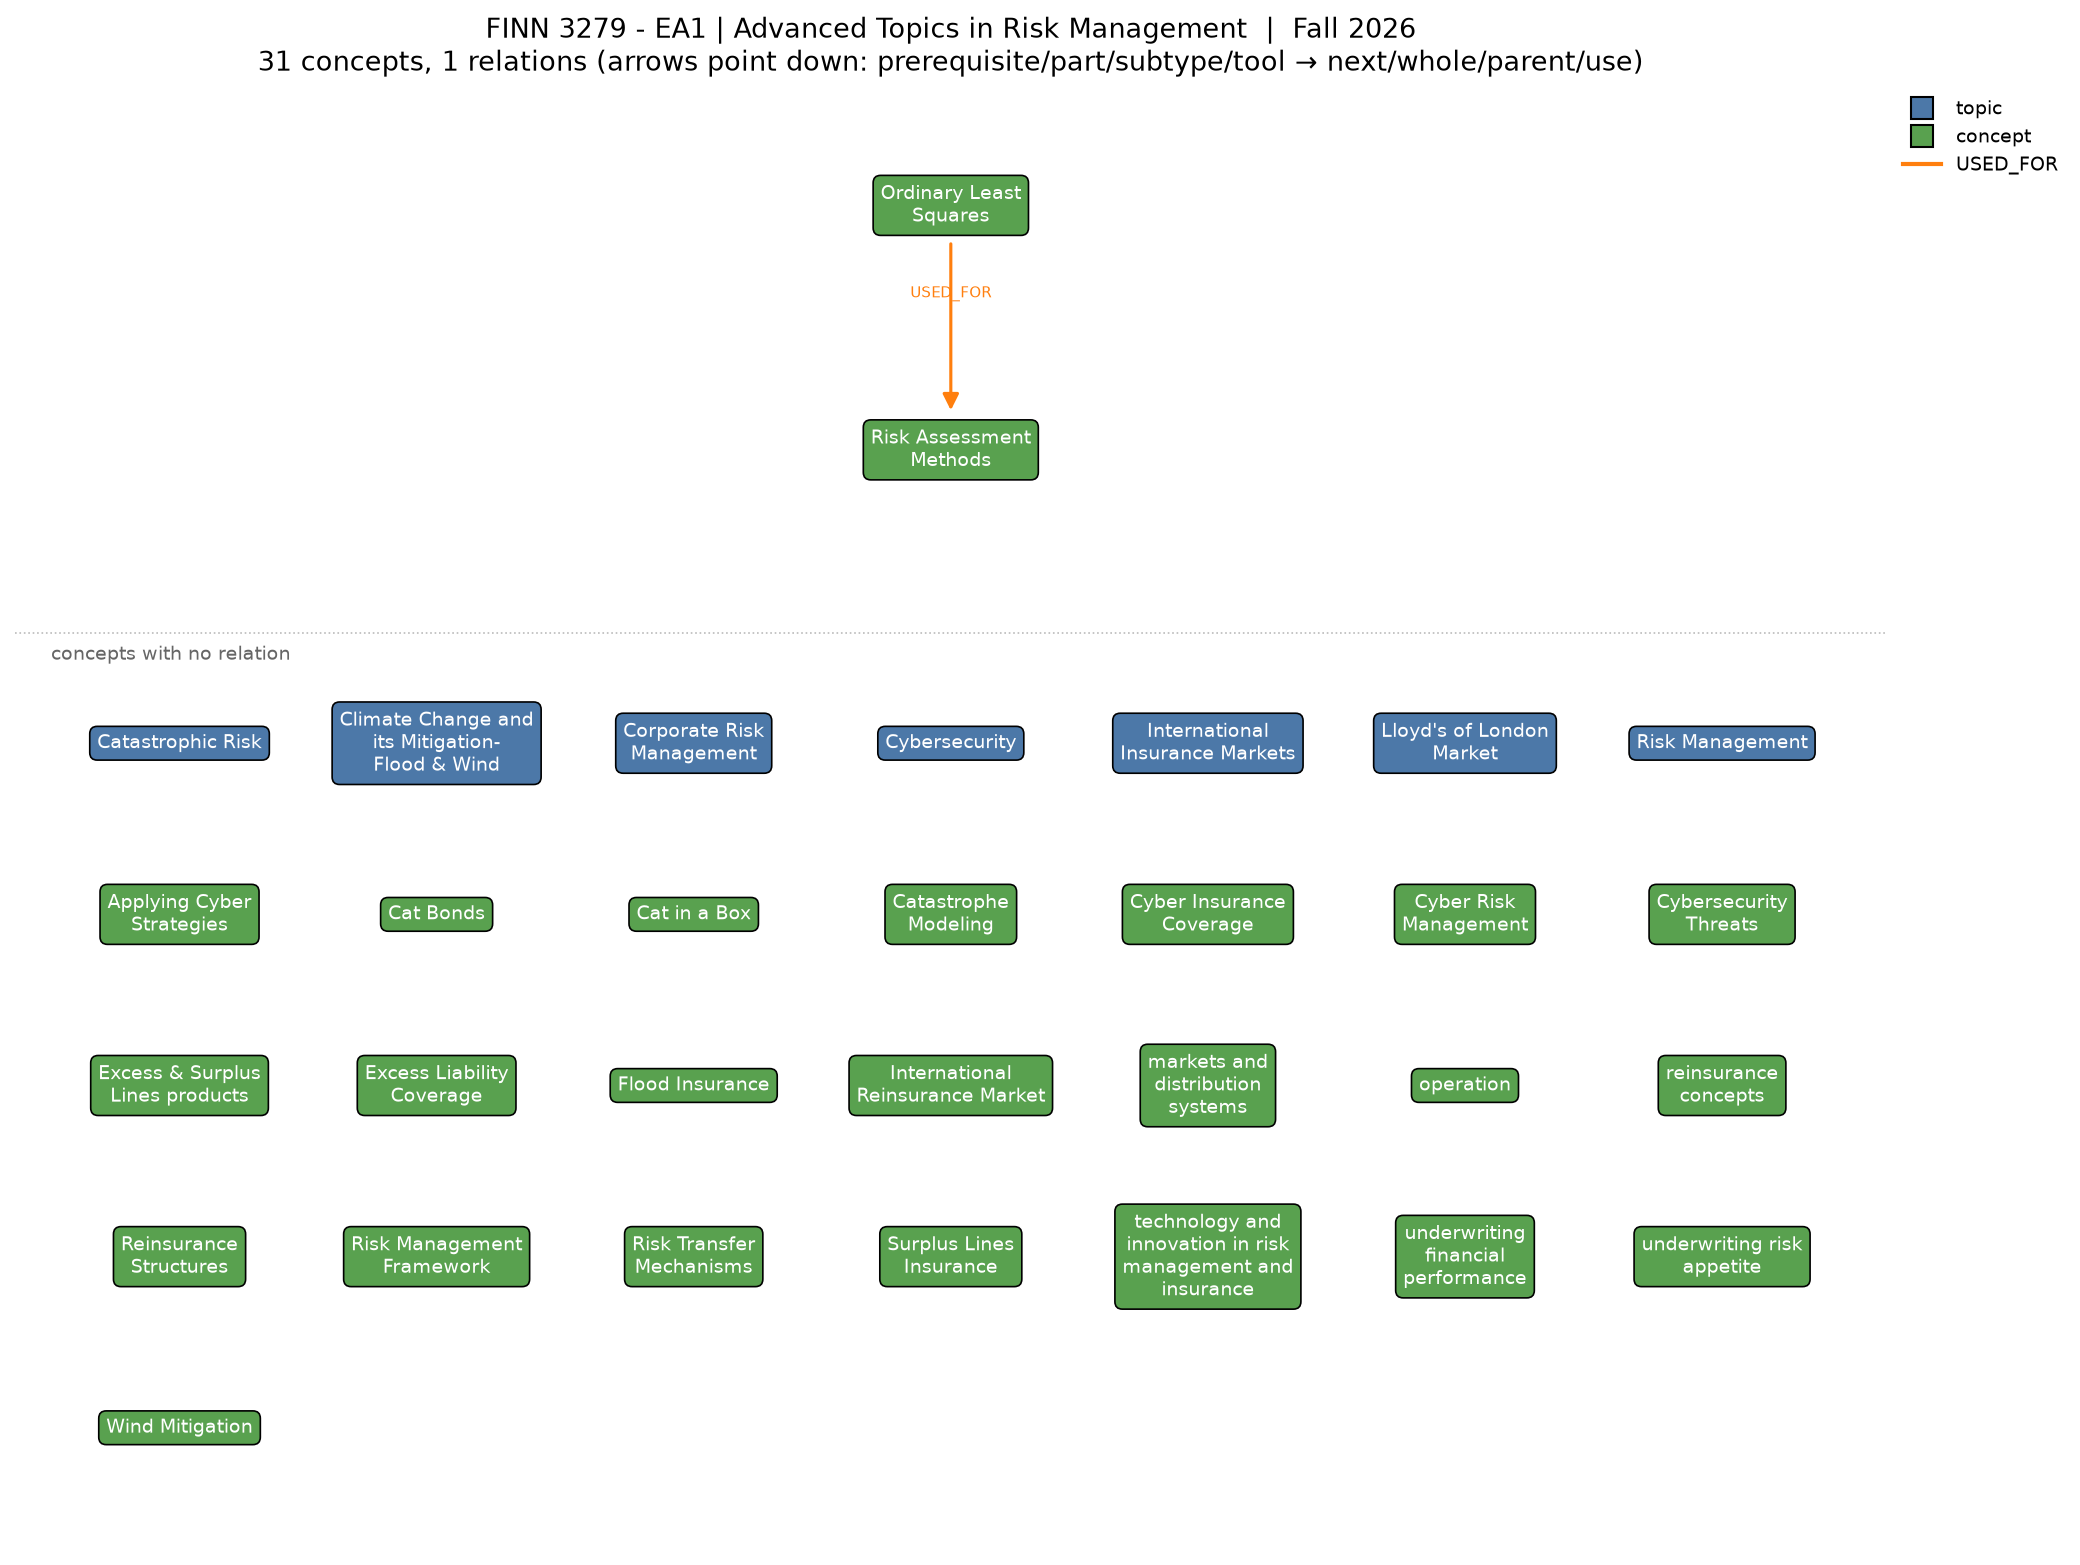 FINN 3279 - EA1 | Advanced Topics in Risk Management  |  Fall 2026
31 concepts, 1 relations (arrows point down: prerequisite/part/subtype/tool → next/whole/parent/use)
topic
concept
USED_FOR
Ordinary Least
Squares
USED_FOR
Risk Assessment
Methods
concepts with no relation
Catastrophic Risk
Climate Change and
its Mitigation-
Flood & Wind
Corporate Risk
Management
Cybersecurity
International
Insurance Markets
Lloyd's of London
Market
Risk Management
Applying Cyber
Strategies
Cat Bonds
Cat in a Box
Catastrophe
Modeling
Cyber Insurance
Coverage
Cyber Risk
Management
Cybersecurity
Threats
Excess & Surplus
Lines products
Excess Liability
Coverage
Flood Insurance
International
Reinsurance Market
markets and
distribution
systems
operation
reinsurance
concepts
Reinsurance
Structures
Risk Management
Framework
Risk Transfer
Mechanisms
Surplus Lines
Insurance
technology and
innovation in risk
management and
insurance
underwriting
financial
performance
underwriting risk
appetite
Wind Mitigation